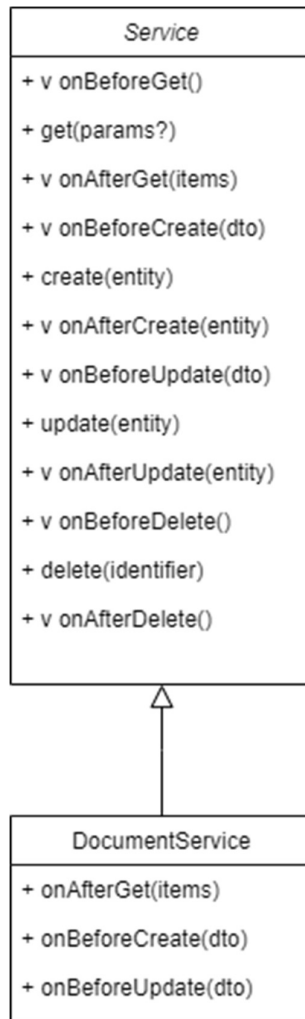 Service
+ v onBeforeGet()
+ get(params?)
+ v onAfterGet(items)
+ v onBeforeCreate(dto)
+ create(entity)
+ v onAfterCreate(entity)
+ v onBeforeUpdate(dto)
+ update(entity)
+ v onAfterUpdate(entity)
+ v onBeforeDelete()
+ delete(identifier)
+ v onAfterDelete()
DocumentService
+ onAfterGet(items)
+ onBeforeCreate(dto)
+ onBeforeUpdate(dto)